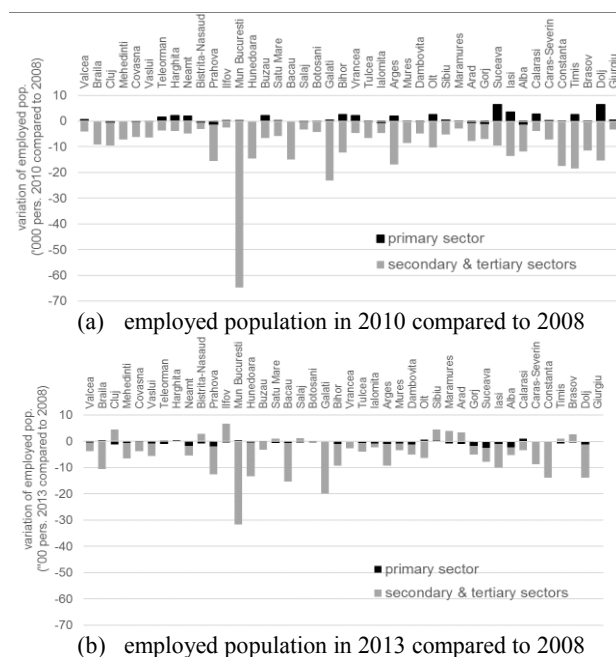 Valcea
Braila
Cluj
Mehedinti
Covasna
Vaslui
Teleorman
Harghita
Neamt
Bistrita-Nasaud
Prahova
Ilfov
Mun Bucuresti
Hunedoara
Buzau
Satu Mare
Bacau
Salaj
Botosani
Galati
Bihor
Vrancea
Tulcea
Ialomita
Arges
Mures
Dambovita
Olt
Sibiu
Maramures
Arad
Gorj
Suceava
Iasi
Alba
Calarasi
Caras-Severin
Constanta
Timis
Brasov
Dolj
Giurgiu
variation of employed pop.
('000 pers. 2010 compared to 2008)
10
0
-10
-20
-30
-40
-50
-60
-70
primary sector
secondary & tertiary sectors
(a) employed population in 2010 compared to 2008
Valcea
Braila
Cluj
Mehedinti
Covasna
Vaslui
Teleorman
Harghita
Neamt
Bistrita-Nasaud
Prahova
Ilfov
Mun Bucuresti
Hunedoara
Buzau
Satu Mare
Bacau
Salaj
Botosani
Galati
Bihor
Vrancea
Tulcea
Ialomita
Arges
Mures
Dambovita
Olt
Sibiu
Maramures
Arad
Gorj
Suceava
Iasi
Alba
Calarasi
Caras-Severin
Constanta
Timis
Brasov
Dolj
Giurgiu
variation of employed pop.
("000 pers. 2013 compared to 2008)
10
0
-10
-20
-30
-40
-50
-60
-70
primary sector
secondary & tertiary sectors
(b) employed population in 2013 compared to 2008